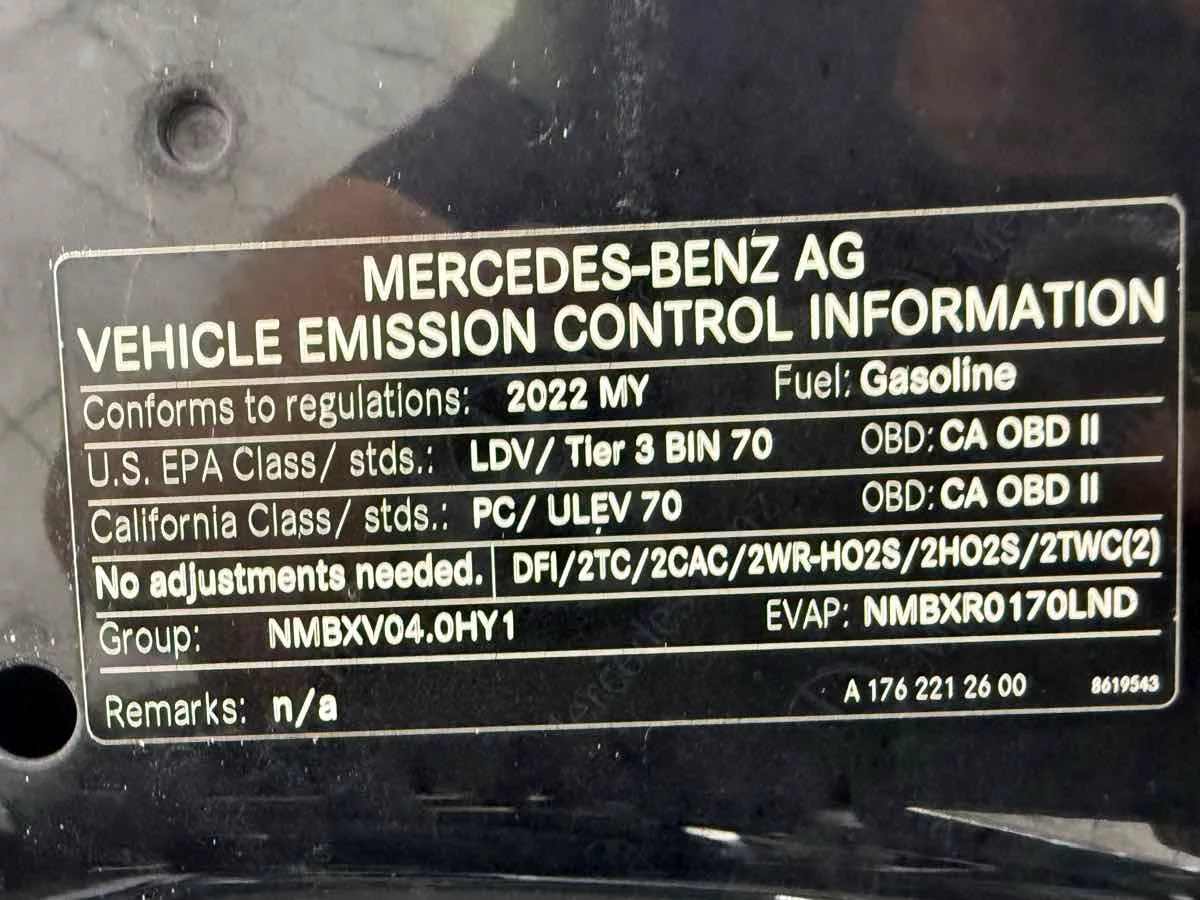 MERCEDES-BENZ AG
VEHICLE EMISSION CONTROL INFORMATION
Conforms to regulations: 2022 MY Fuel: Gasoline
U.S. EPA Class/ stds.: LDV/ Tier 3 BIN 70 OBD: CA OBD II
California Class/ stds.: PC/ ULEV 70 OBD: CA OBD II
No adjustments needed. DFI/2TC/2CAC/2WR-HO2S/2HO2S/2TWC(2)
Group: NMBXV04.0HY1 EVAP: NMBXR0170LND
Remarks: n/a A 176 221 26 00 8619543